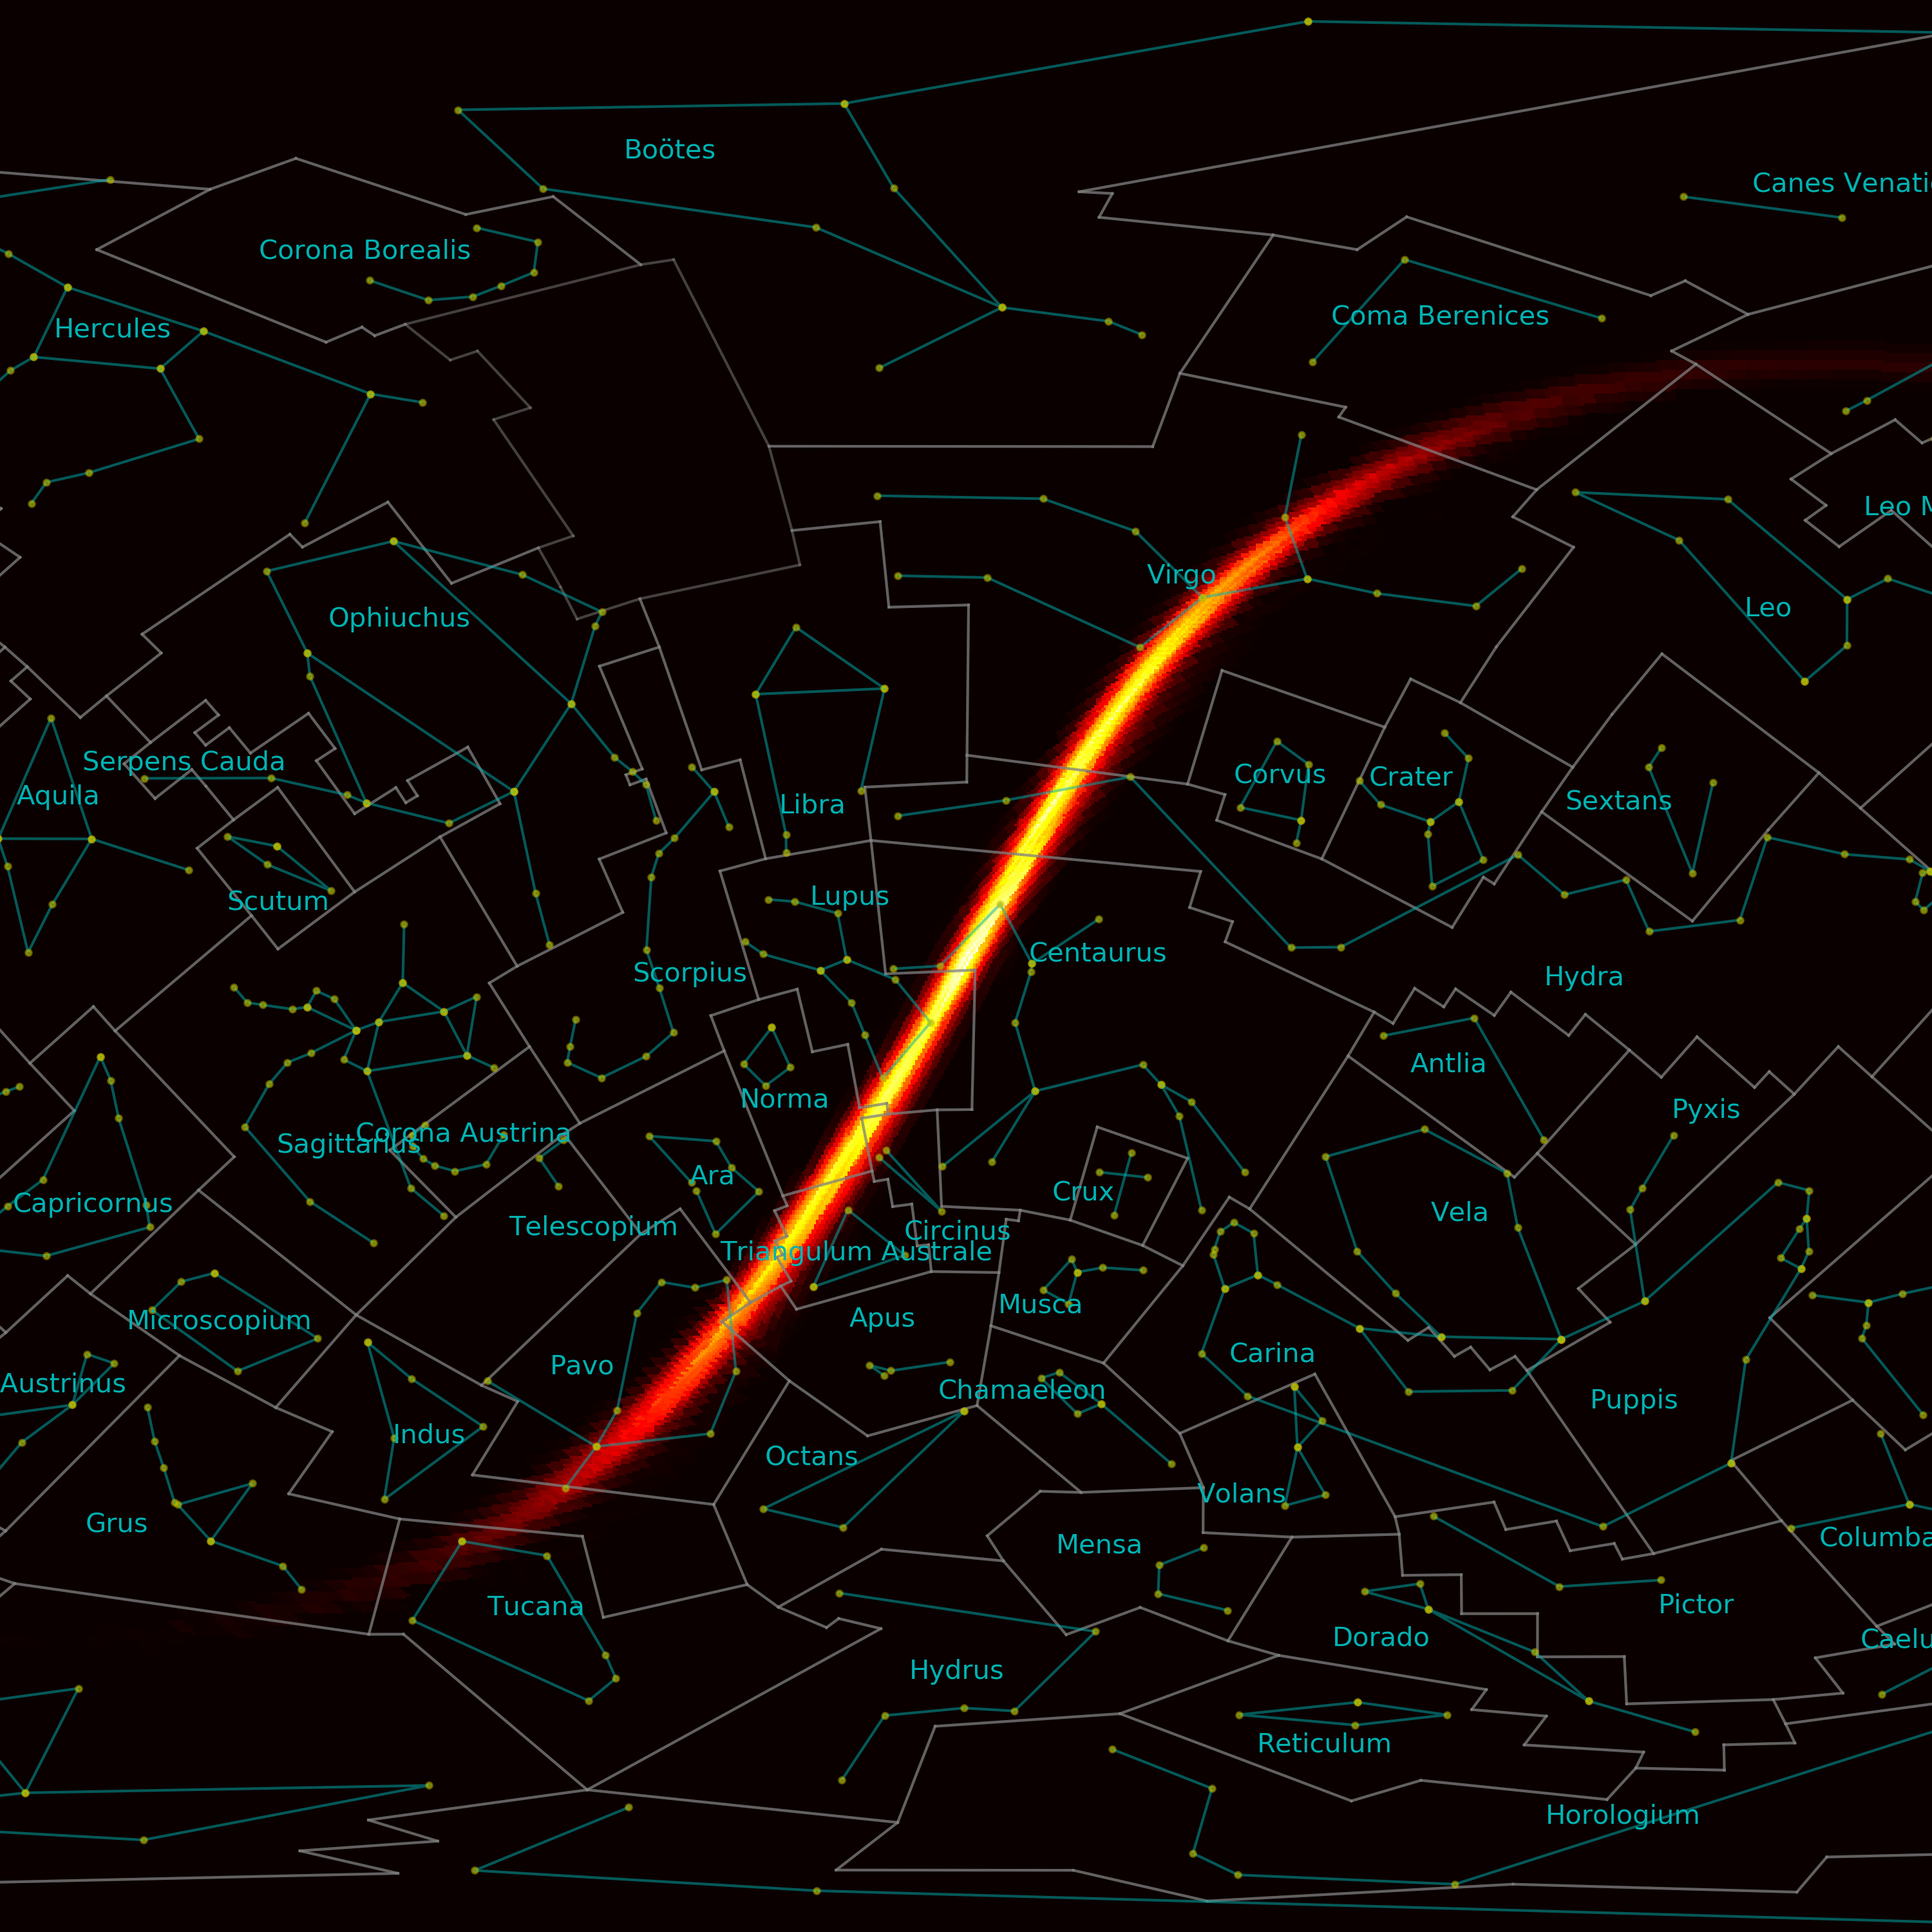 Boötes
Canes Venati
Corona Borealis
Coma Berenices
Hercules
Leo M
Virgo
Leo
Ophiuchus
Serpens Cauda
Corvus
Crater
Aquila
Libra
Sextans
Lupus
Scutum
Centaurus
Scorpius
Hydra
Antlia
Norma
Pyxis
Corona Austrina
Sagittarius
Ara
Crux
Capricornus
Vela
Telescopium
Circinus
Triangulum Australe
Musca
Microscopium
Apus
Carina
Pavo
Austrinus
Chamaeleon
Puppis
Indus
Octans
Volans
Grus
Columba
Mensa
Tucana
Pictor
Dorado
Caelu
Hydrus
Reticulum
Horologium